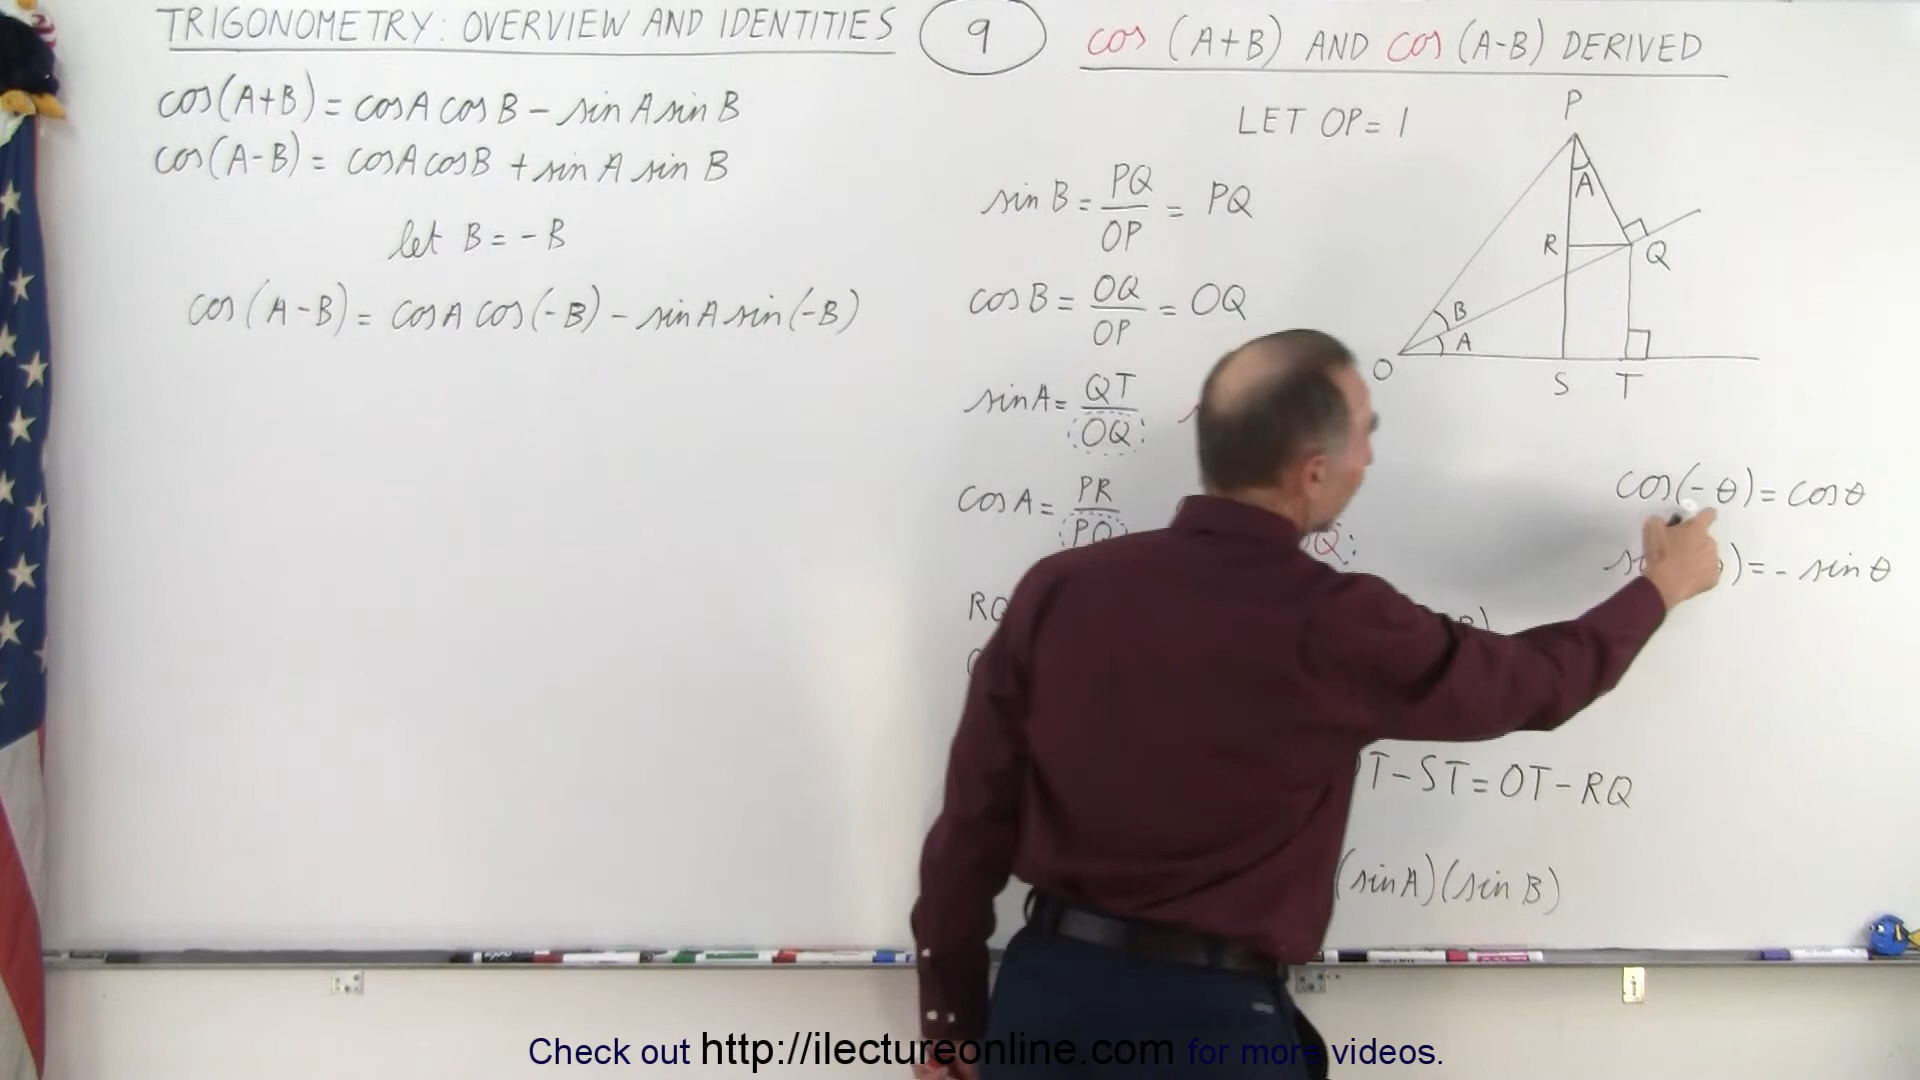 TRIGONOMETRY: OVERVIEW AND IDENTITIES
9
cos (A+B) AND cos (A-B) DERIVED
cos(A+B) = cosA cosB - sinA sinB
cos(A-B) = cosA cosB + sinA sinB
let B = -B
cos(A-B) = cosA cos(-B) - sinA sin(-B)
LET OP = 1
sin B = PQ/OP = PQ
cos B = OQ/OP = OQ
sinA = QT/OQ
cosA = PR/PQ
RQ
P
A
R
Q
B
A
O
S
T
cos(-θ) = cosθ
) = - sinθ
T - ST = OT - RQ
(sinA)(sin B)
Check out http://ilectureonline.com for more videos.